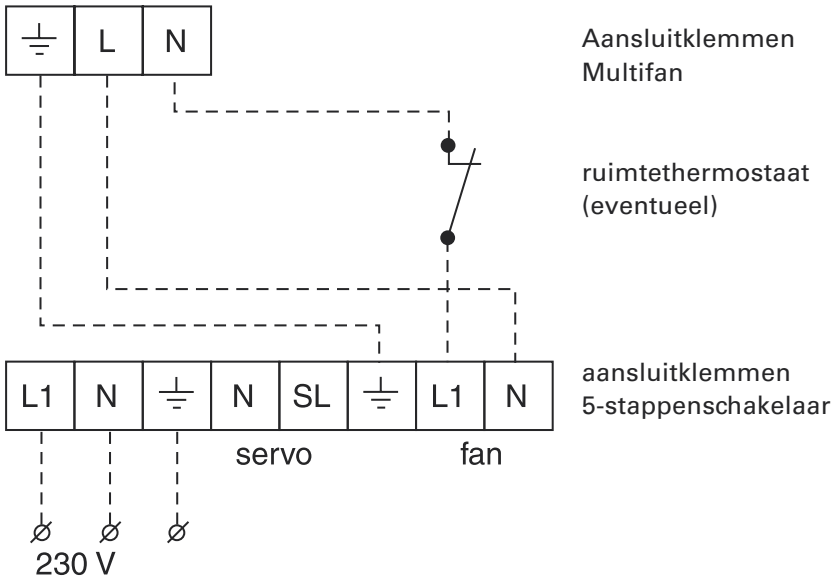 L N
Aansluitklemmen
Multifan
ruimtethermostaat
(eventueel)
L1 N N SL L1 N
aansluitklemmen
5-stappenschakelaar
servo fan
230 V